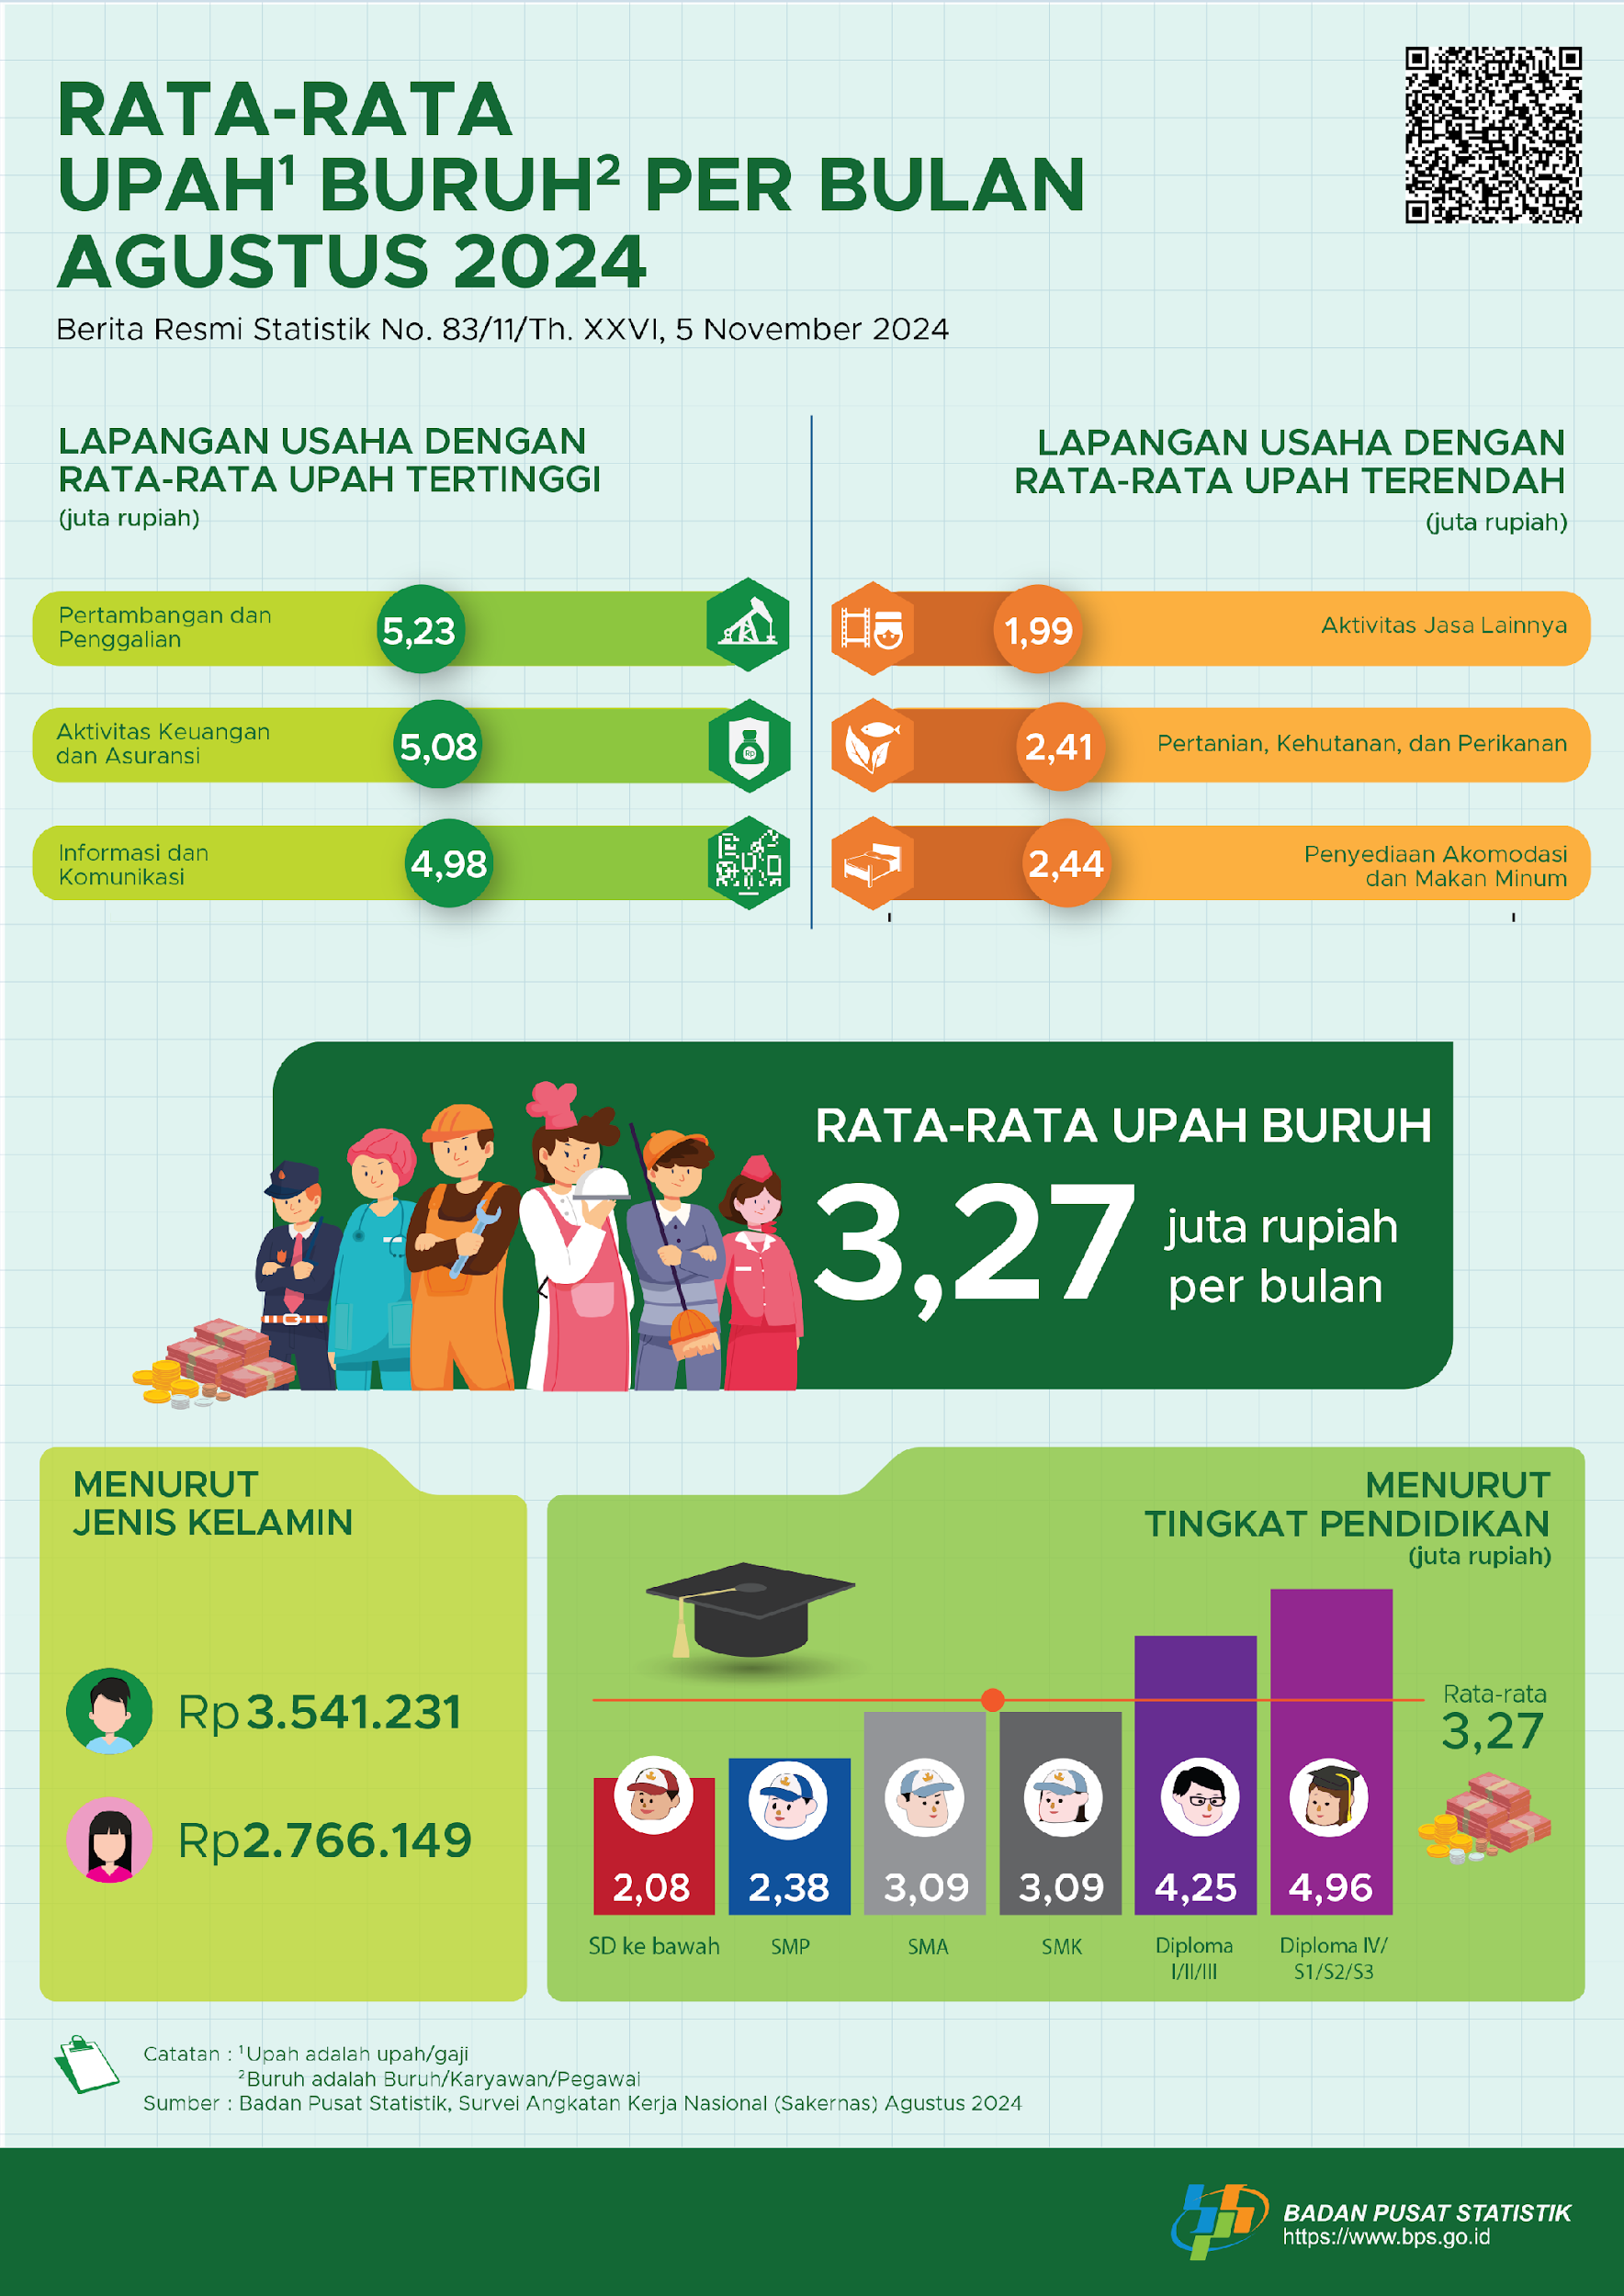 RATA-RATA
UPAH¹ BURUH² PER BULAN
AGUSTUS 2024
Berita Resmi Statistik No. 83/11/Th. XXVI, 5 November 2024
LAPANGAN USAHA DENGAN
RATA-RATA UPAH TERTINGGI
(juta rupiah)
Pertambangan dan
Penggalian
5,23
Aktivitas Keuangan
dan Asuransi
5,08
Rp
Informasi dan
Komunikasi
4,98
LAPANGAN USAHA DENGAN
RATA-RATA UPAH TERENDAH
(juta rupiah)
1,99
Aktivitas Jasa Lainnya
2,41
Pertanian, Kehutanan, dan Perikanan
2,44
Penyediaan Akomodasi
dan Makan Minum
RATA-RATA UPAH BURUH
3,27 juta rupiah
per bulan
MENURUT
JENIS KELAMIN
Rp3.541.231
Rp2.766.149
MENURUT
TINGKAT PENDIDIKAN
(juta rupiah)
Rata-rata
3,27
2,08 2,38 3,09 3,09 4,25 4,96
SD ke bawah SMP SMA SMK Diploma Diploma IV/
I/II/III S1/S2/S3
Catatan : ¹Upah adalah upah/gaji
²Buruh adalah Buruh/Karyawan/Pegawai
Sumber : Badan Pusat Statistik, Survei Angkatan Kerja Nasional (Sakernas) Agustus 2024
BADAN PUSAT STATISTIK
https://www.bps.go.id